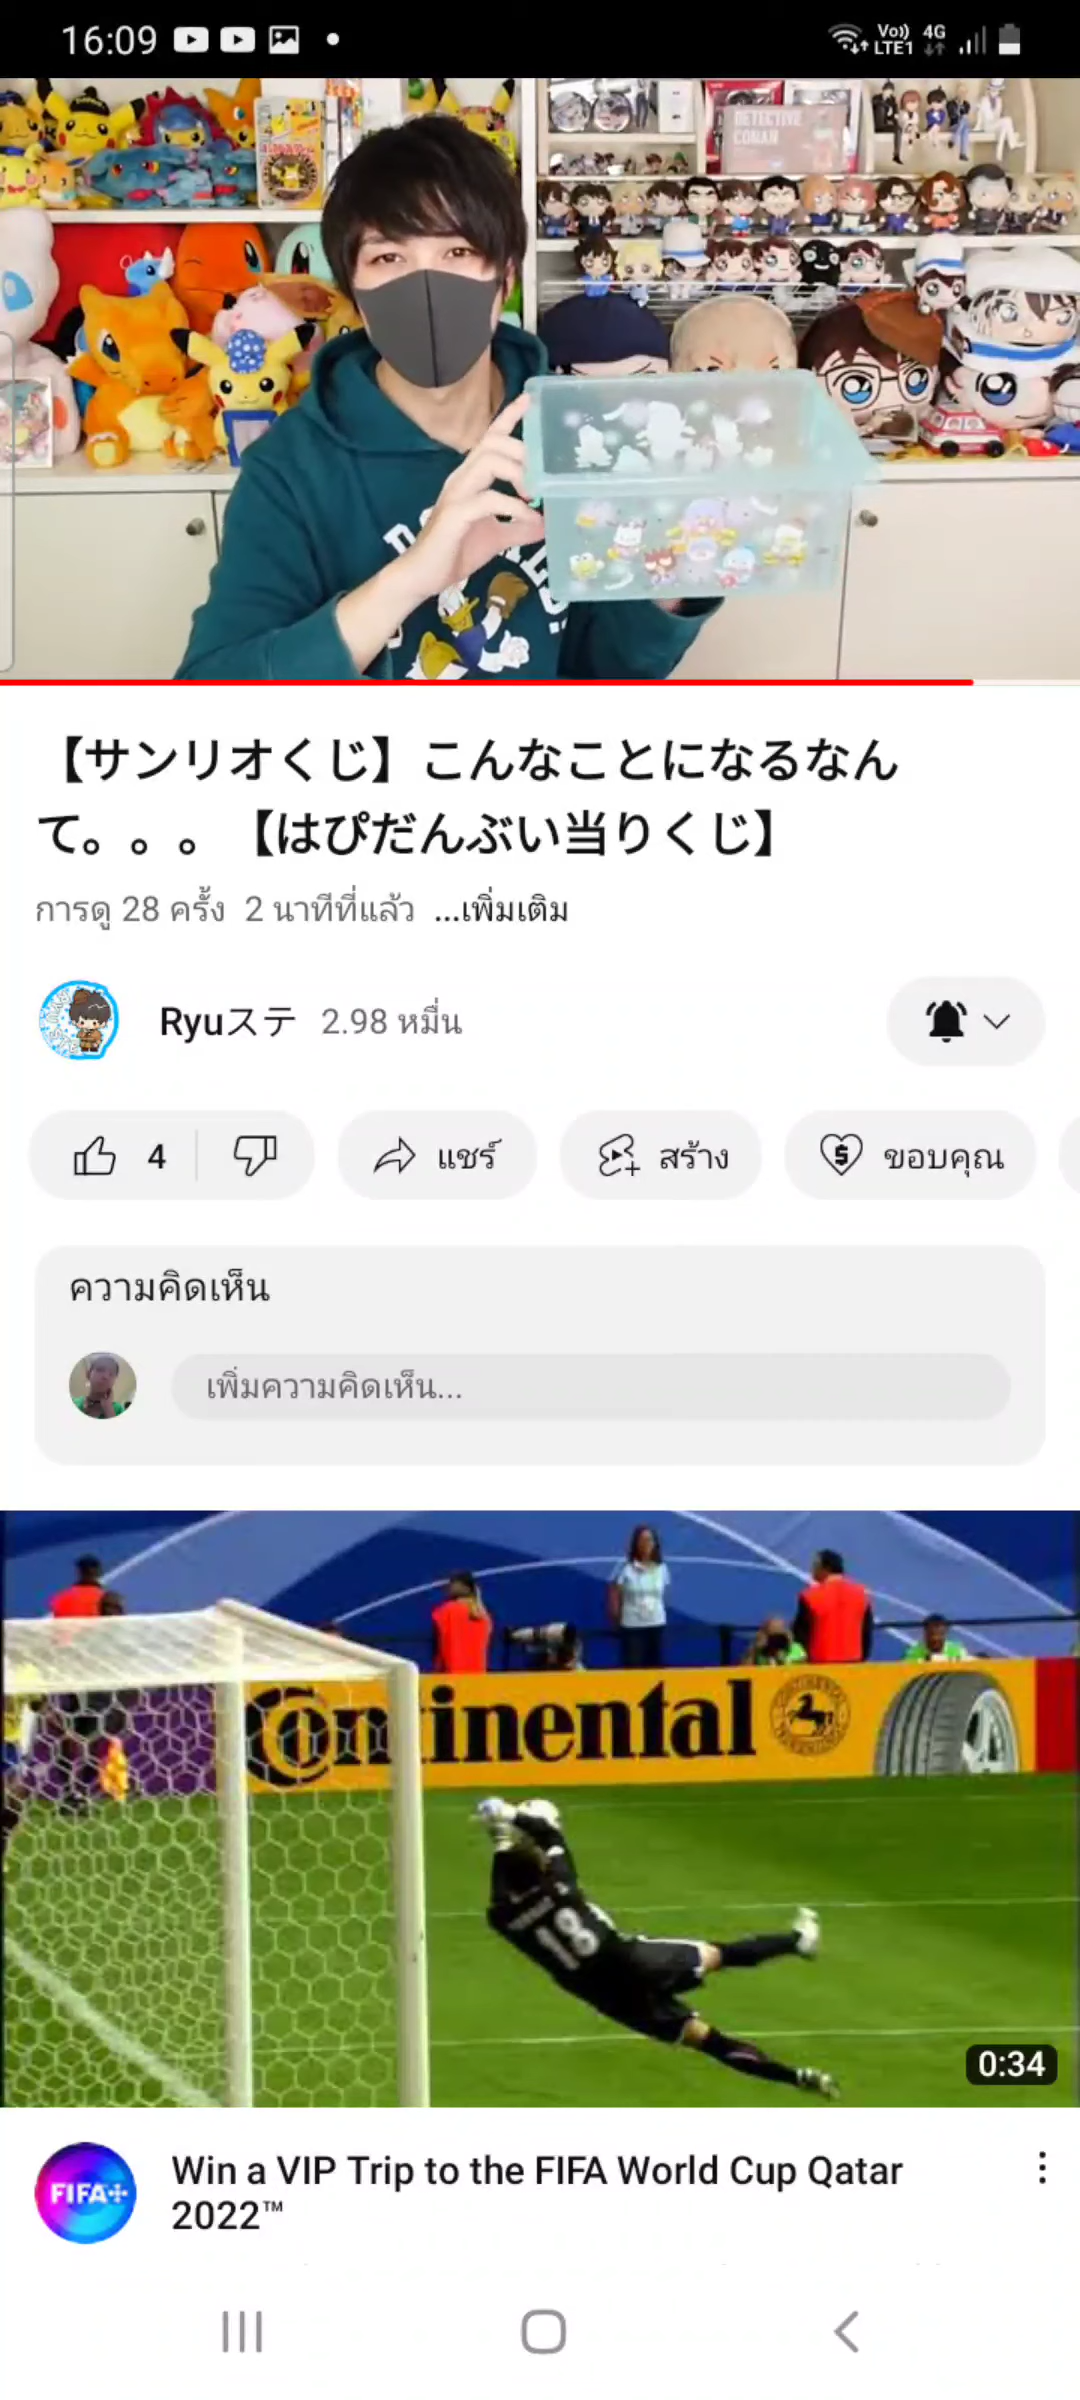 16:09
Vo))
LTE1
4G
DETECTIVE
CONAN
【サンリオくじ】こんなことになるなん
て。。。【はぴだんぶい当りくじ】
การดู 28 ครั้ง 2 นาทีที่แล้ว ...เพิ่มเติม
Ryuステ 2.98 หมื่น
4 แชร์ สร้าง ขอบคุณ
ความคิดเห็น
เพิ่มความคิดเห็น...
Continental
18
0:34
FIFA+
Win a VIP Trip to the FIFA World Cup Qatar
2022™